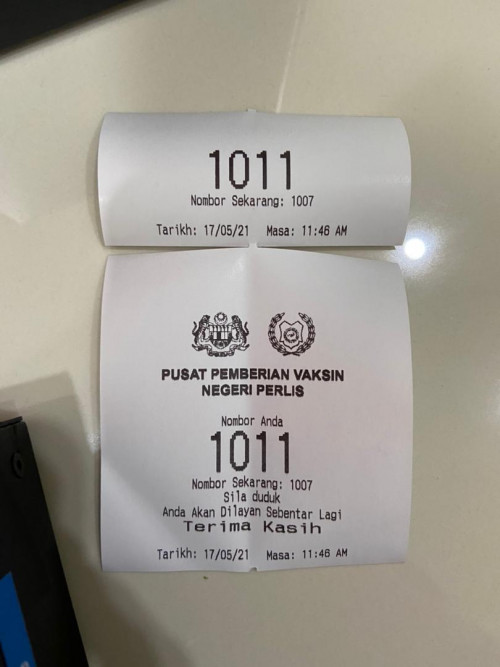 1011
Nombor Sekarang: 1007
Tarikh: 17/05/21 Masa: 11:46 AM
PUSAT PEMBERIAN VAKSIN
NEGERI PERLIS
Nombor Anda
1011
Nombor Sekarang: 1007
Sila duduk
Anda Akan Dilayan Sebentar Lagi
Terima Kasih
Tarikh: 17/05/21 Masa: 11:46 AM